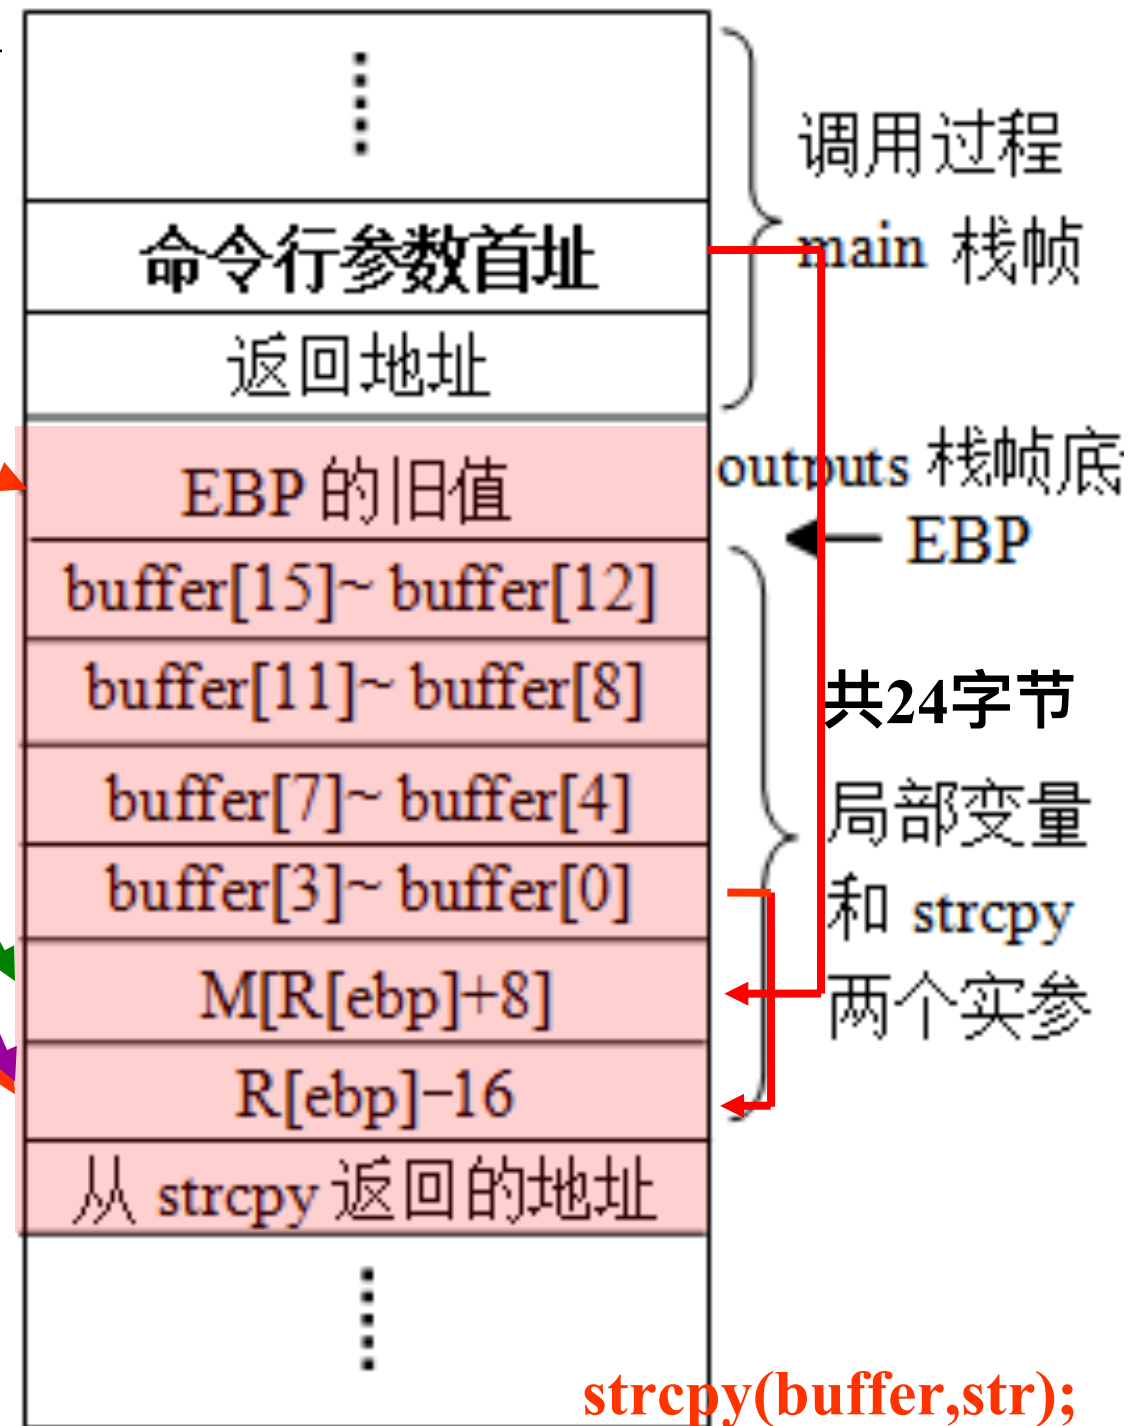 调用过程
main 栈帧
命令行参数首址
返回地址
outputs 栈帧底
EBP 的旧值
EBP
buffer[15]~ buffer[12]
buffer[11]~ buffer[8]
共24字节
buffer[7]~ buffer[4]
局部变量
buffer[3]~ buffer[0]
和 strcpy
M[R[ebp]+8]
两个实参
R[ebp]-16
从 strcpy 返回的地址
strcpy(buffer,str);